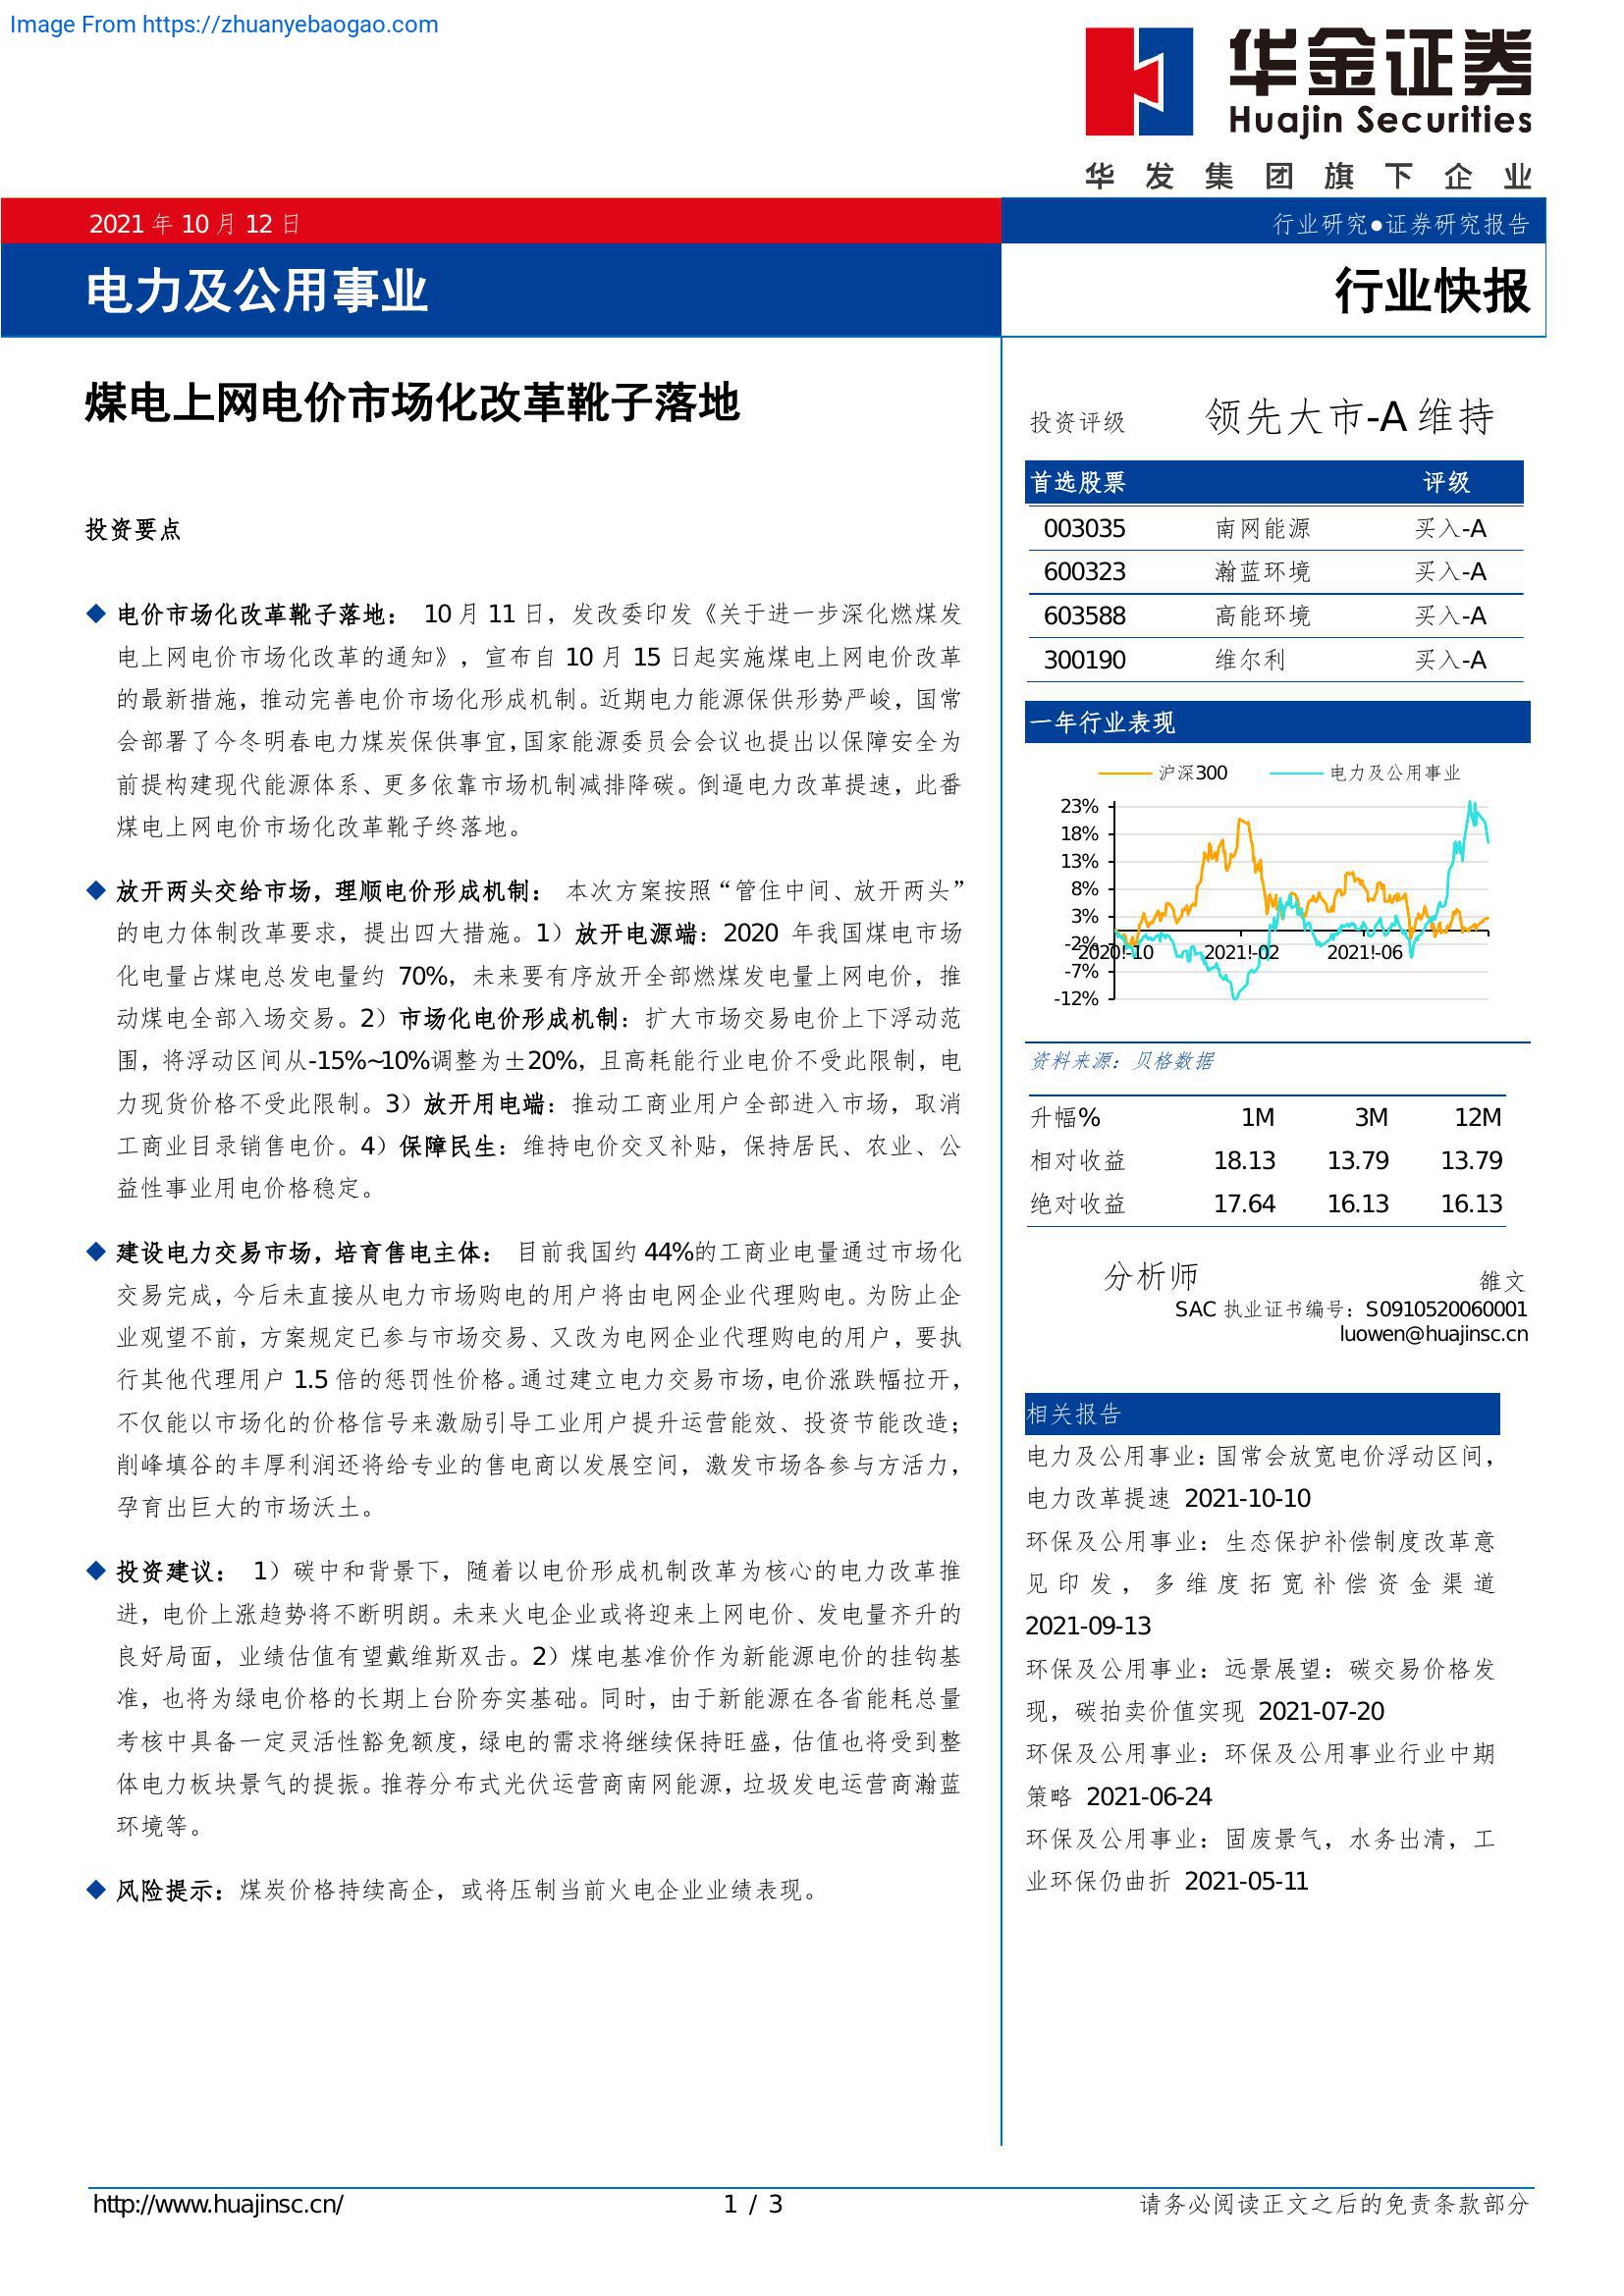 Image From https://zhuanyebaogao.com
华金证券
Huajin Securities
华发集团旗下企业
2021 年 10 月 12 日
行业研究●证券研究报告
电力及公用事业
行业快报
煤电上网电价市场化改革靴子落地
投资要点
◆ 电价市场化改革靴子落地： 10 月 11 日，发改委印发《关于进一步深化燃煤发
电上网电价市场化改革的通知》，宣布自 10 月 15 日起实施煤电上网电价改革
的最新措施，推动完善电价市场化形成机制。近期电力能源保供形势严峻，国常
会部署了今冬明春电力煤炭保供事宜，国家能源委员会会议也提出以保障安全为
前提构建现代能源体系、更多依靠市场机制减排降碳。倒逼电力改革提速，此番
煤电上网电价市场化改革靴子终落地。
◆ 放开两头交给市场，理顺电价形成机制： 本次方案按照“管住中间、放开两头”
的电力体制改革要求，提出四大措施。1）放开电源端：2020 年我国煤电市场
化电量占煤电总发电量约 70%，未来要有序放开全部燃煤发电量上网电价，推
动煤电全部入场交易。2）市场化电价形成机制：扩大市场交易电价上下浮动范
围，将浮动区间从-15%~10%调整为±20%，且高耗能行业电价不受此限制，电
力现货价格不受此限制。3）放开用电端：推动工商业用户全部进入市场，取消
工商业目录销售电价。4）保障民生：维持电价交叉补贴，保持居民、农业、公
益性事业用电价格稳定。
◆ 建设电力交易市场，培育售电主体： 目前我国约 44%的工商业电量通过市场化
交易完成，今后未直接从电力市场购电的用户将由电网企业代理购电。为防止企
业观望不前，方案规定已参与市场交易、又改为电网企业代理购电的用户，要执
行其他代理用户 1.5 倍的惩罚性价格。通过建立电力交易市场，电价涨跌幅拉开，
不仅能以市场化的价格信号来激励引导工业用户提升运营能效、投资节能改造；
削峰填谷的丰厚利润还将给专业的售电商以发展空间，激发市场各参与方活力，
孕育出巨大的市场沃土。
◆ 投资建议： 1）碳中和背景下，随着以电价形成机制改革为核心的电力改革推
进，电价上涨趋势将不断明朗。未来火电企业或将迎来上网电价、发电量齐升的
良好局面，业绩估值有望戴维斯双击。2）煤电基准价作为新能源电价的挂钩基
准，也将为绿电价格的长期上台阶夯实基础。同时，由于新能源在各省能耗总量
考核中具备一定灵活性豁免额度，绿电的需求将继续保持旺盛，估值也将受到整
体电力板块景气的提振。推荐分布式光伏运营商南网能源，垃圾发电运营商瀚蓝
环境等。
◆ 风险提示：煤炭价格持续高企，或将压制当前火电企业业绩表现。
投资评级 领先大市-A 维持
首选股票 评级
003035 南网能源 买入-A
600323 瀚蓝环境 买入-A
603588 高能环境 买入-A
300190 维尔利 买入-A
一年行业表现
沪深300 电力及公用事业
23%
18%
13%
8%
3%
-2%
-7%
-12%
2020!-10 2021!-02 2021!-06
资料来源：贝格数据
升幅% 1M 3M 12M
相对收益 18.13 13.79 13.79
绝对收益 17.64 16.13 16.13
分析师 雒文
SAC 执业证书编号：S0910520060001
luowen@huajinsc.cn
相关报告
电力及公用事业：国常会放宽电价浮动区间，
电力改革提速 2021-10-10
环保及公用事业：生态保护补偿制度改革意
见印发，多维度拓宽补偿资金渠道
2021-09-13
环保及公用事业：远景展望：碳交易价格发
现，碳拍卖价值实现 2021-07-20
环保及公用事业：环保及公用事业行业中期
策略 2021-06-24
环保及公用事业：固废景气，水务出清，工
业环保仍曲折 2021-05-11
http://www.huajinsc.cn/ 1 / 3 请务必阅读正文之后的免责条款部分